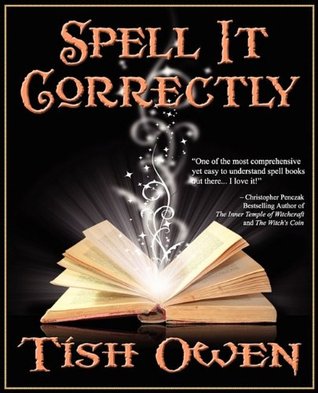 SPELL IT
CORRECTLY
“One of the most comprehensive
yet easy to understand spell books
out there... I love it!”
– Christopher Penczak
Bestselling Author of
The Inner Temple of Witchcraft
and The Witch's Coin
TISH OWEN